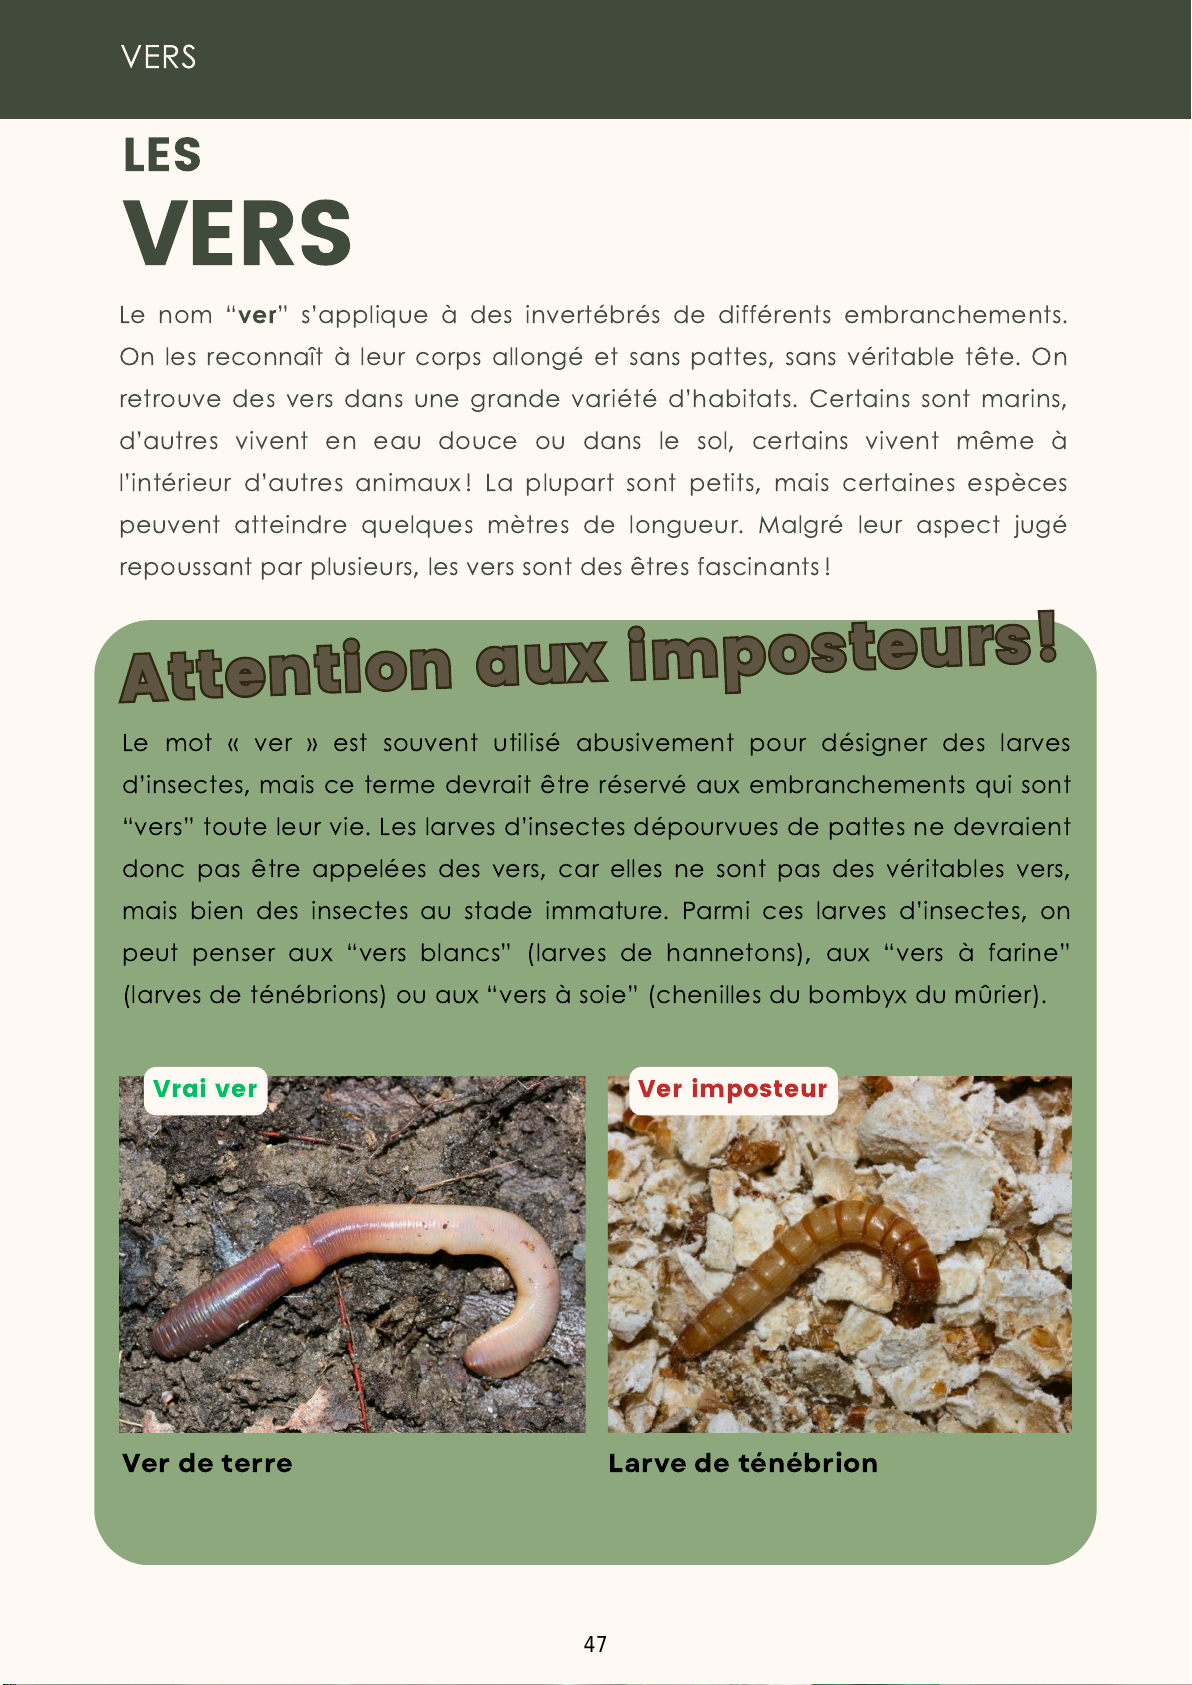 VERS
LES
VERS
Le nom “ver” s’applique à des invertébrés de différents embranchements.
On les reconnaît à leur corps allongé et sans pattes, sans véritable tête. On
retrouve des vers dans une grande variété d’habitats. Certains sont marins,
d’autres vivent en eau douce ou dans le sol, certains vivent même à
l’intérieur d’autres animaux! La plupart sont petits, mais certaines espèces
peuvent atteindre quelques mètres de longueur. Malgré leur aspect jugé
repoussant par plusieurs, les vers sont des êtres fascinants!
Attention aux imposteurs!
Le mot « ver » est souvent utilisé abusivement pour désigner des larves
d’insectes, mais ce terme devrait être réservé aux embranchements qui sont
“vers” toute leur vie. Les larves d’insectes dépourvues de pattes ne devraient
donc pas être appelées des vers, car elles ne sont pas des véritables vers,
mais bien des insectes au stade immature. Parmi ces larves d’insectes, on
peut penser aux “vers blancs” (larves de hannetons), aux “vers à farine”
(larves de ténébrions) ou aux “vers à soie” (chenilles du bombyx du mûrier).
Vrai ver
Ver imposteur
Ver de terre
Larve de ténébrion
47